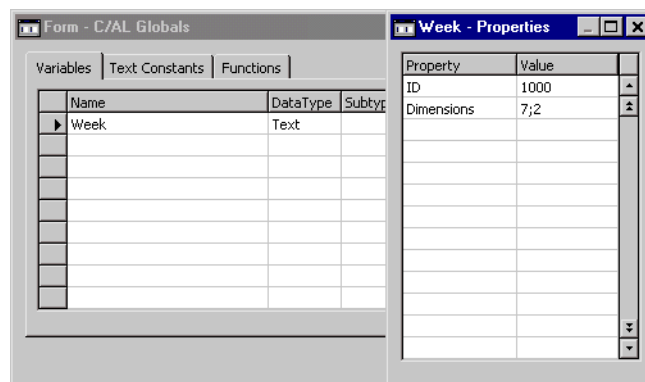 Form - C/AL Globals
Variables Text Constants Functions
Name DataType Subtyp
Week Text
Week - Properties
Property Value
ID 1000
Dimensions 7;2